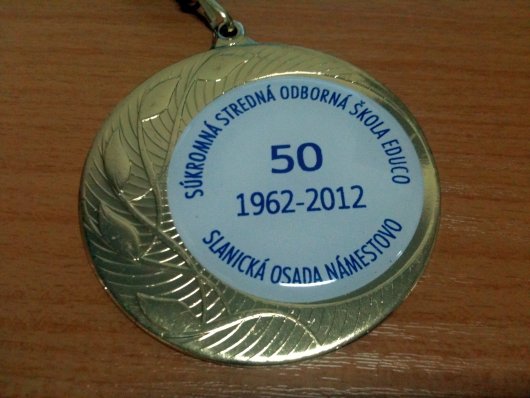 SÚKROMNÁ STREDNÁ ODBORNÁ ŠKOLA EDUCO
50
1962-2012
SLANICKÁ OSADA NÁMESTOVO